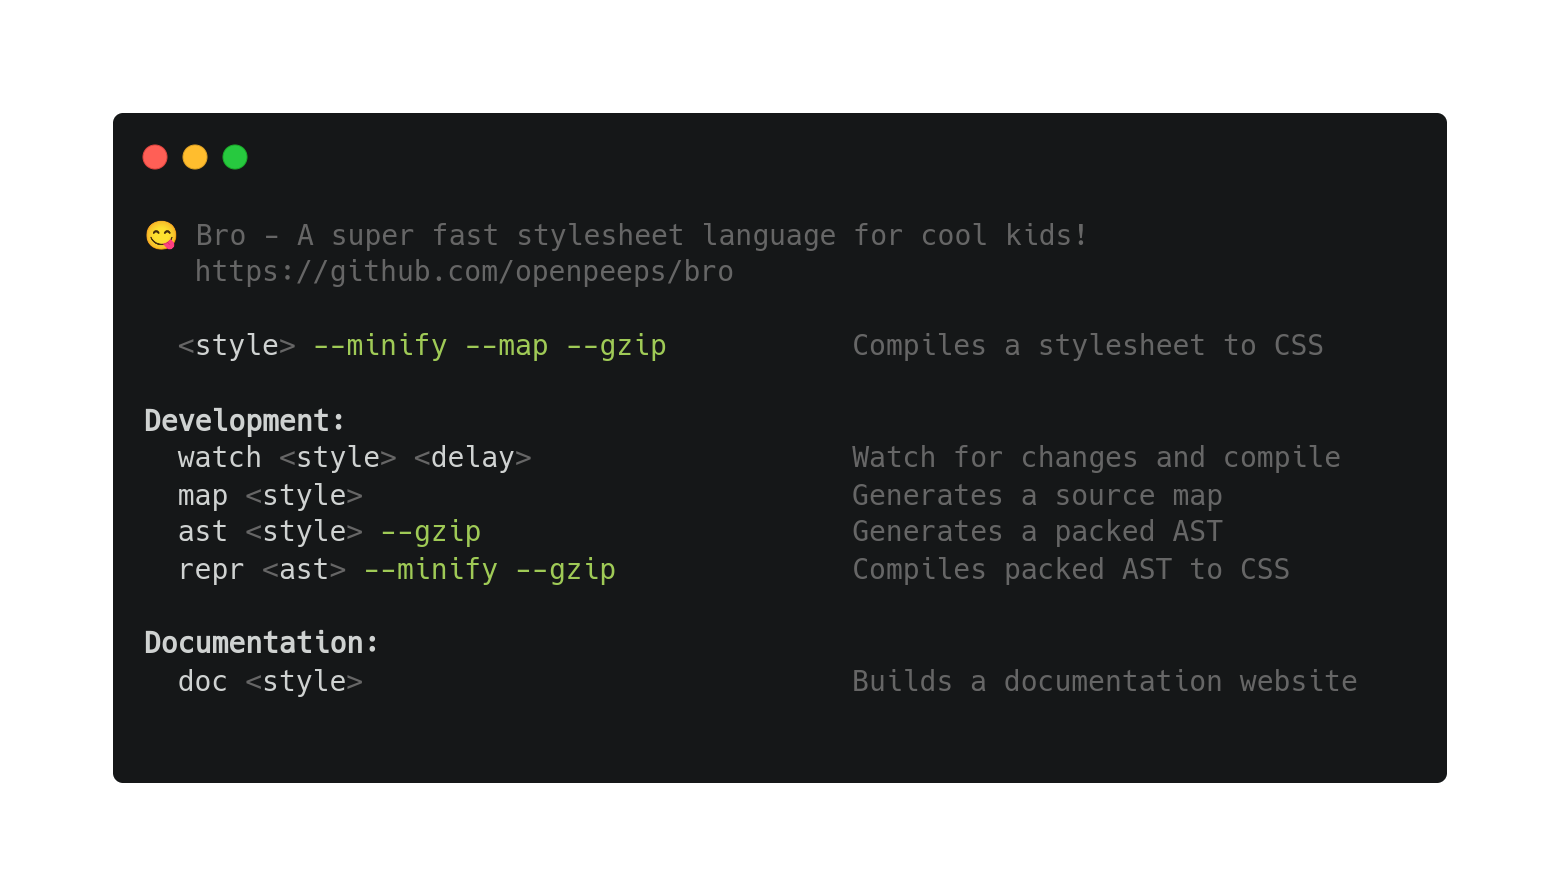 😋 Bro - A super fast stylesheet language for cool kids!
https://github.com/openpeeps/bro
<style> --minify --map --gzip Compiles a stylesheet to CSS
Development:
watch <style> <delay> Watch for changes and compile
map <style> Generates a source map
ast <style> --gzip Generates a packed AST
repr <ast> --minify --gzip Compiles packed AST to CSS
Documentation:
doc <style> Builds a documentation website